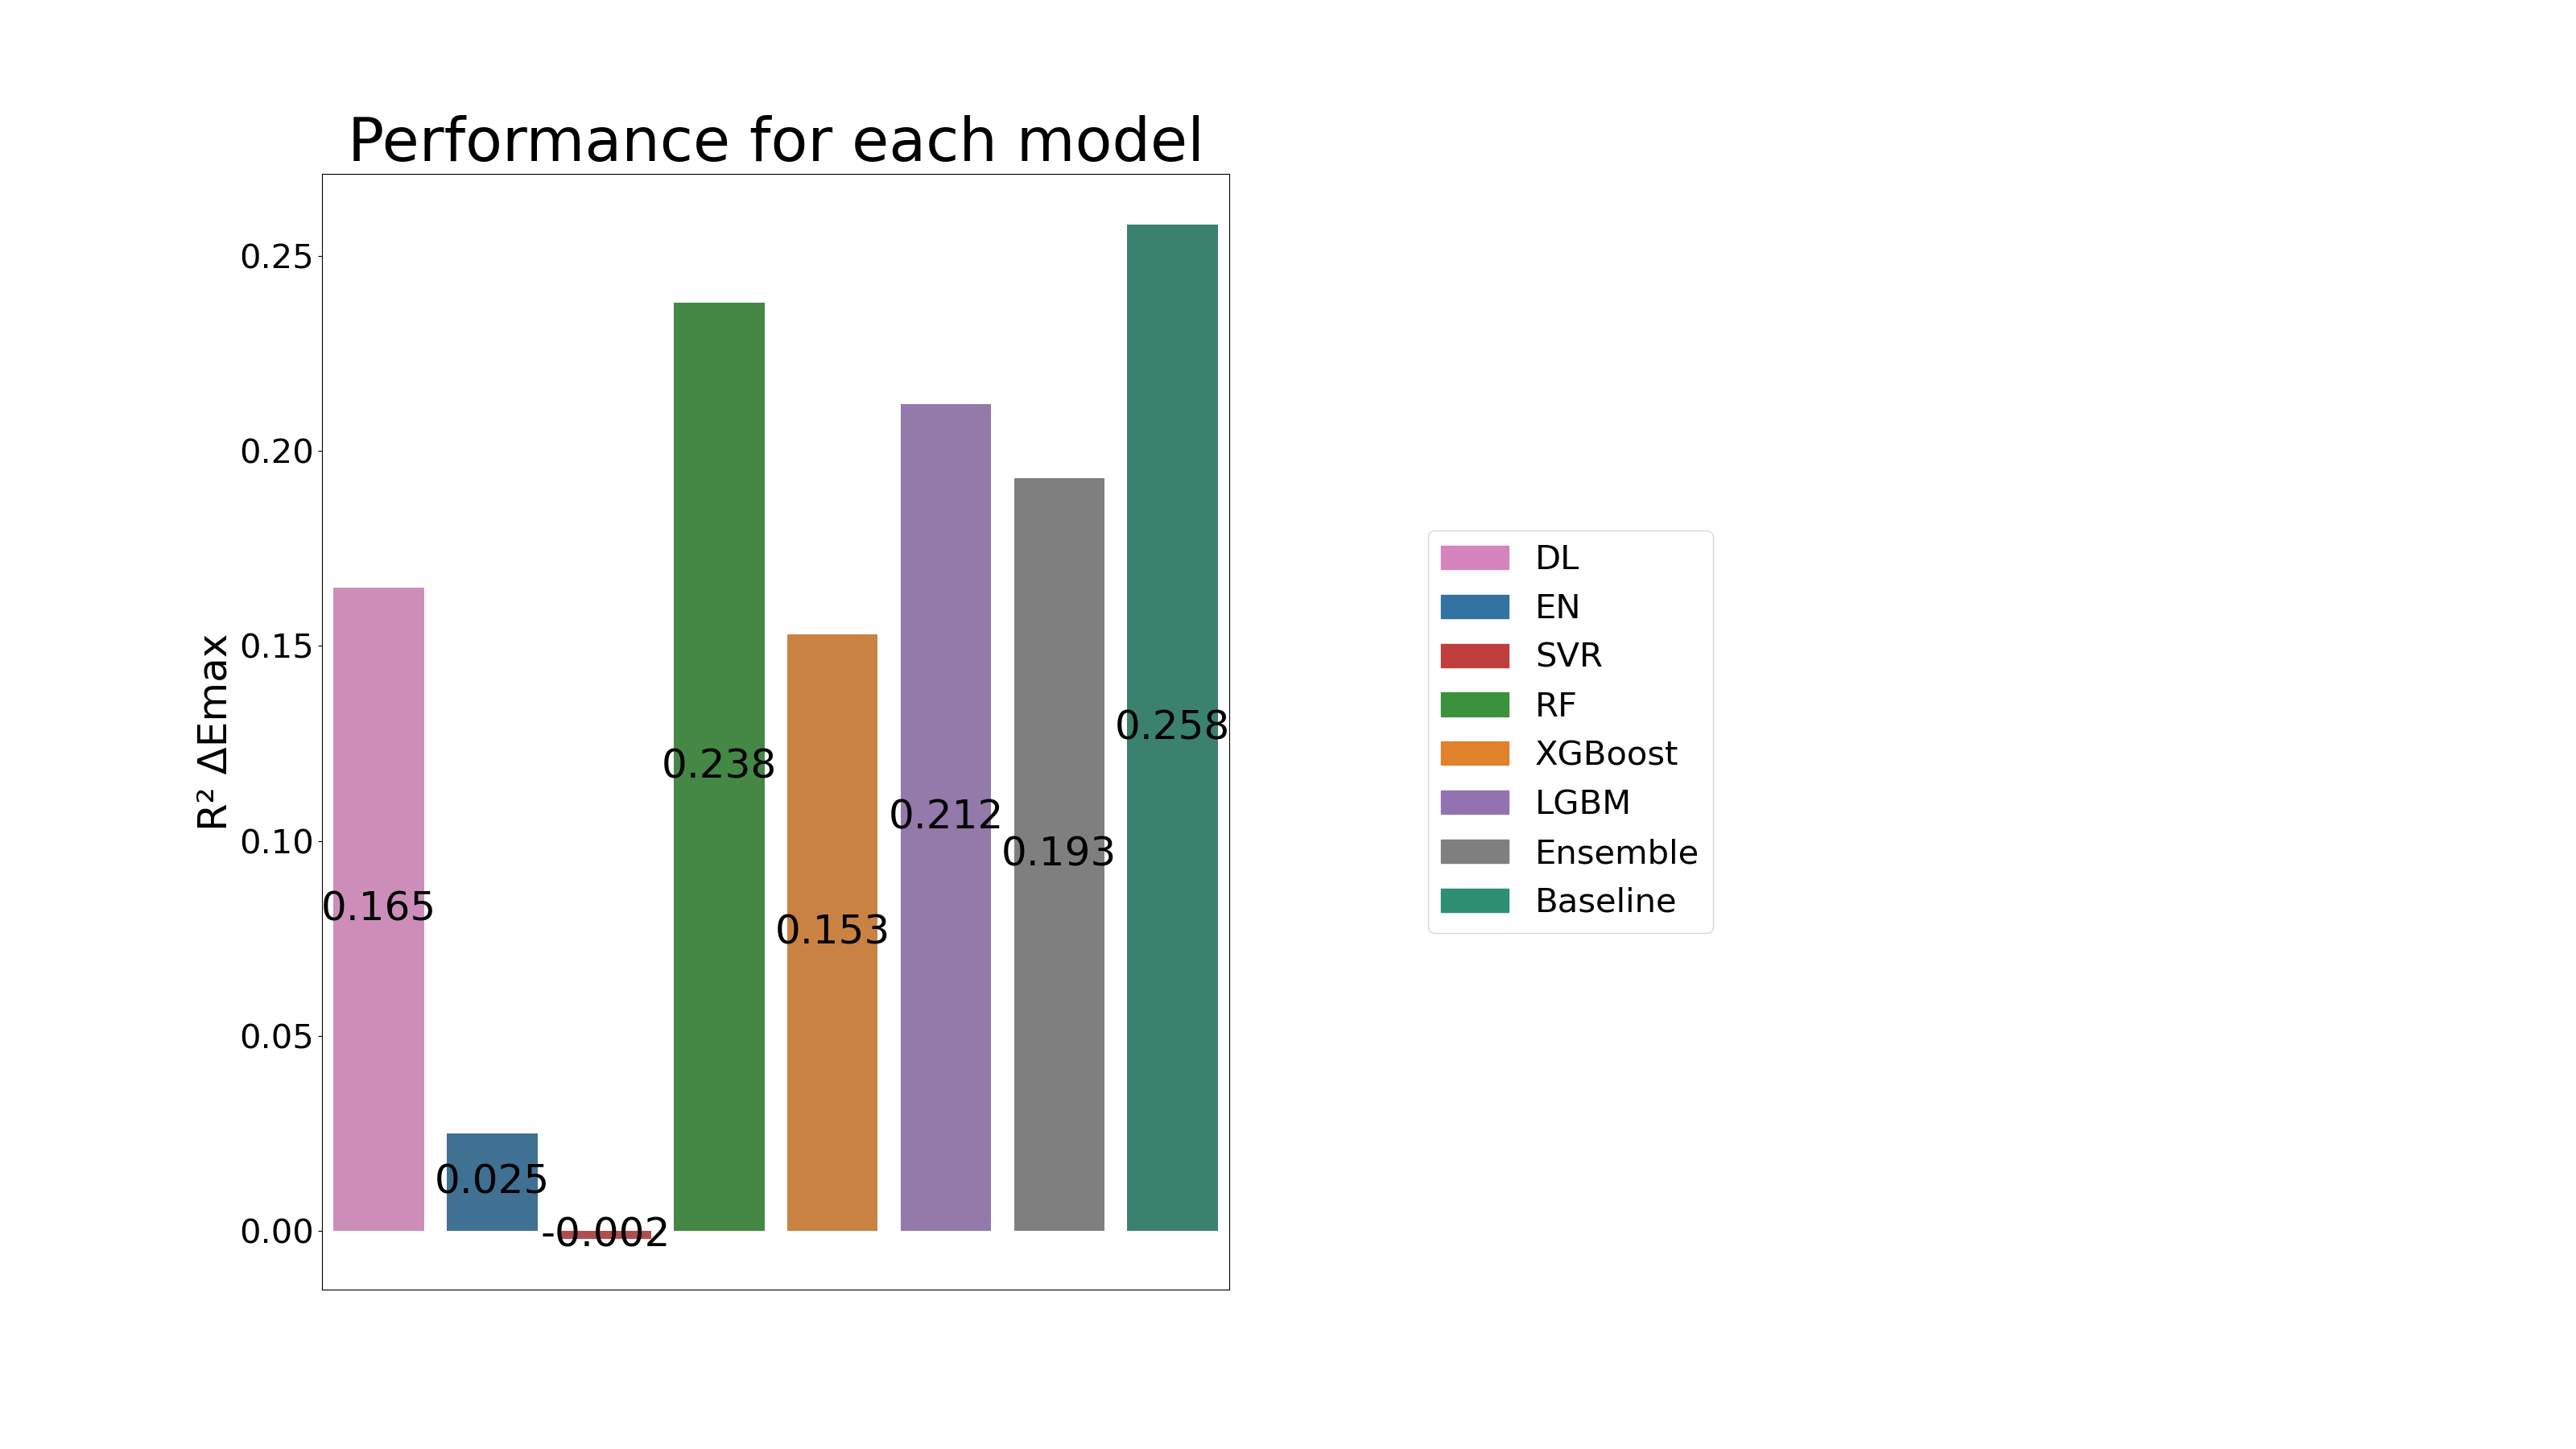 Performance for each model
R² ΔEmax
0.25
0.20
0.15
0.10
0.05
0.00
0.165
0.025
-0.002
0.238
0.153
0.212
0.193
0.258
DL
EN
SVR
RF
XGBoost
LGBM
Ensemble
Baseline